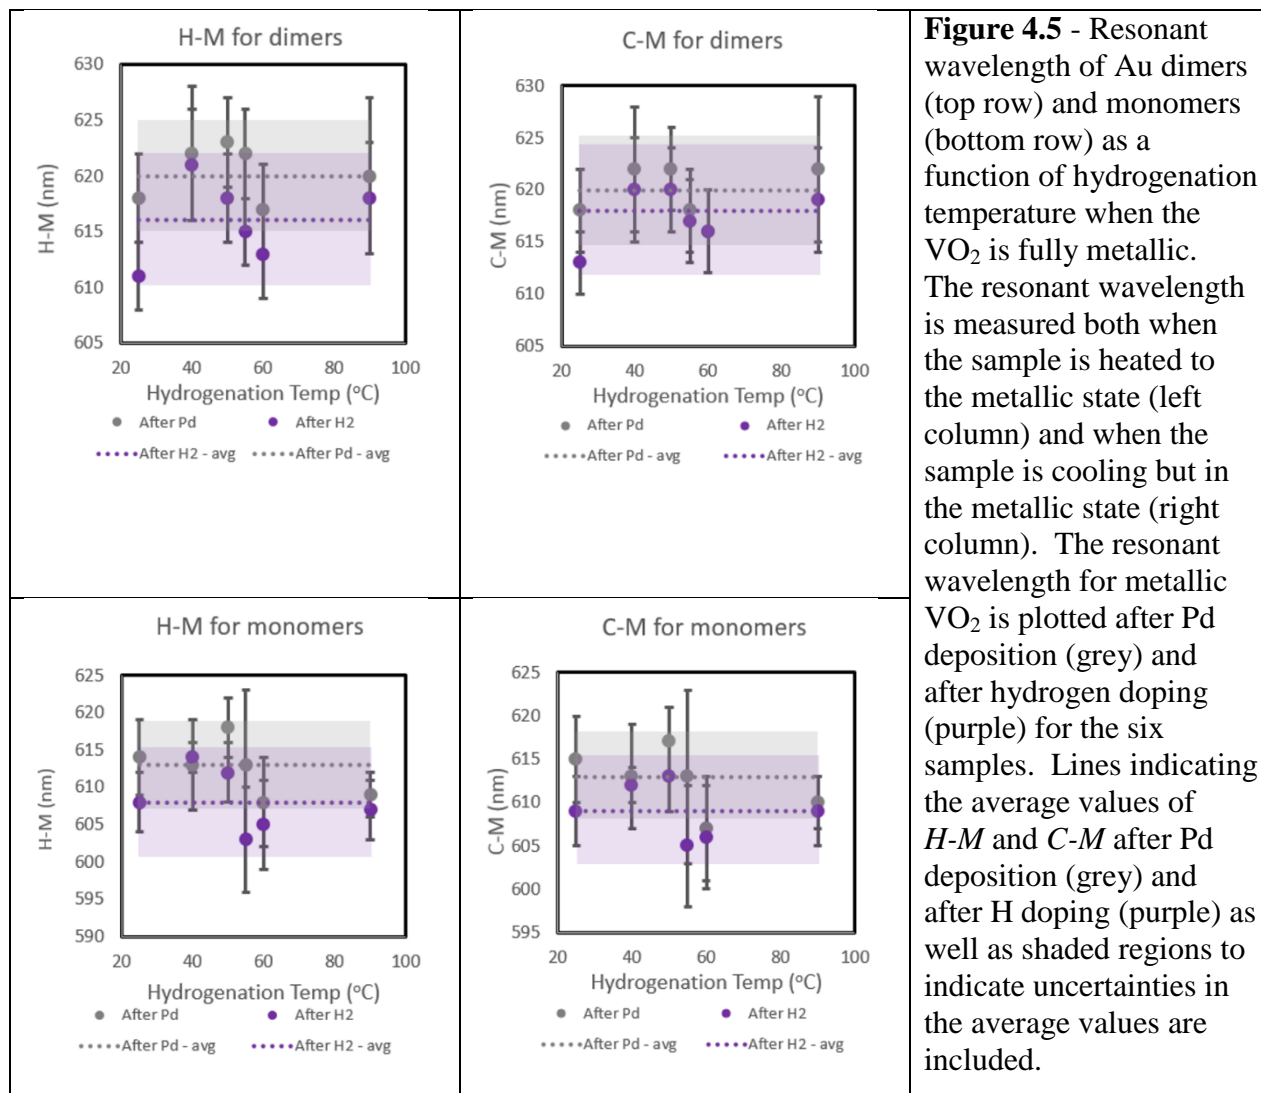 H-M for dimers
630
625
620
615
610
605
H-M (nm)
20 40 60 80 100
Hydrogenation Temp (°C)
After Pd After H2
After H2 - avg After Pd - avg
C-M for dimers
630
625
620
615
610
605
C-M (nm)
20 40 60 80 100
Hydrogenation Temp (°C)
After Pd After H2
After Pd - avg After H2 - avg
H-M for monomers
625
620
615
610
605
600
595
590
H-M (nm)
20 40 60 80 100
Hydrogenation Temp (°C)
After Pd After H2
After Pd - avg After H2 - avg
C-M for monomers
625
620
615
610
605
600
595
C-M (nm)
20 40 60 80 100
Hydrogenation Temp (°C)
After Pd After H2
After Pd - avg After H2 - avg
Figure 4.5 - Resonant
wavelength of Au dimers
(top row) and monomers
(bottom row) as a
function of hydrogenation
temperature when the
VO₂ is fully metallic.
The resonant wavelength
is measured both when
the sample is heated to
the metallic state (left
column) and when the
sample is cooling but in
the metallic state (right
column). The resonant
wavelength for metallic
VO₂ is plotted after Pd
deposition (grey) and
after hydrogen doping
(purple) for the six
samples. Lines indicating
the average values of
H-M and C-M after Pd
deposition (grey) and
after H doping (purple) as
well as shaded regions to
indicate uncertainties in
the average values are
included.